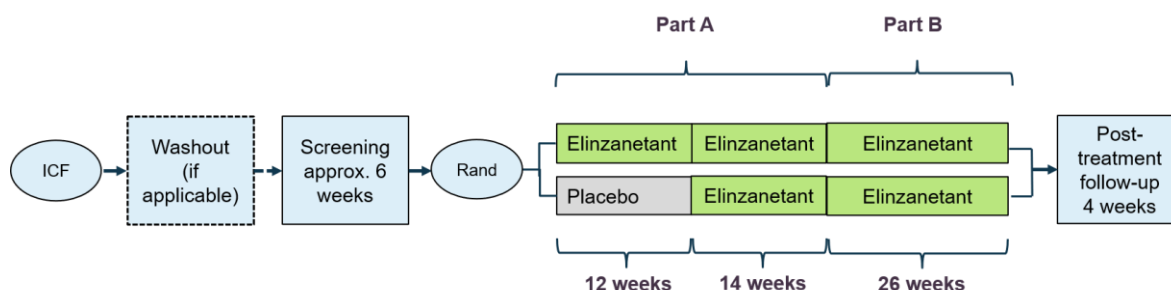 Part A
Part B
ICF
Washout
(if
applicable)
Screening
approx. 6
weeks
Rand
Elinzanetant
Elinzanetant
Elinzanetant
Placebo
Elinzanetant
Elinzanetant
Post-
treatment
follow-up
4 weeks
12 weeks
14 weeks
26 weeks